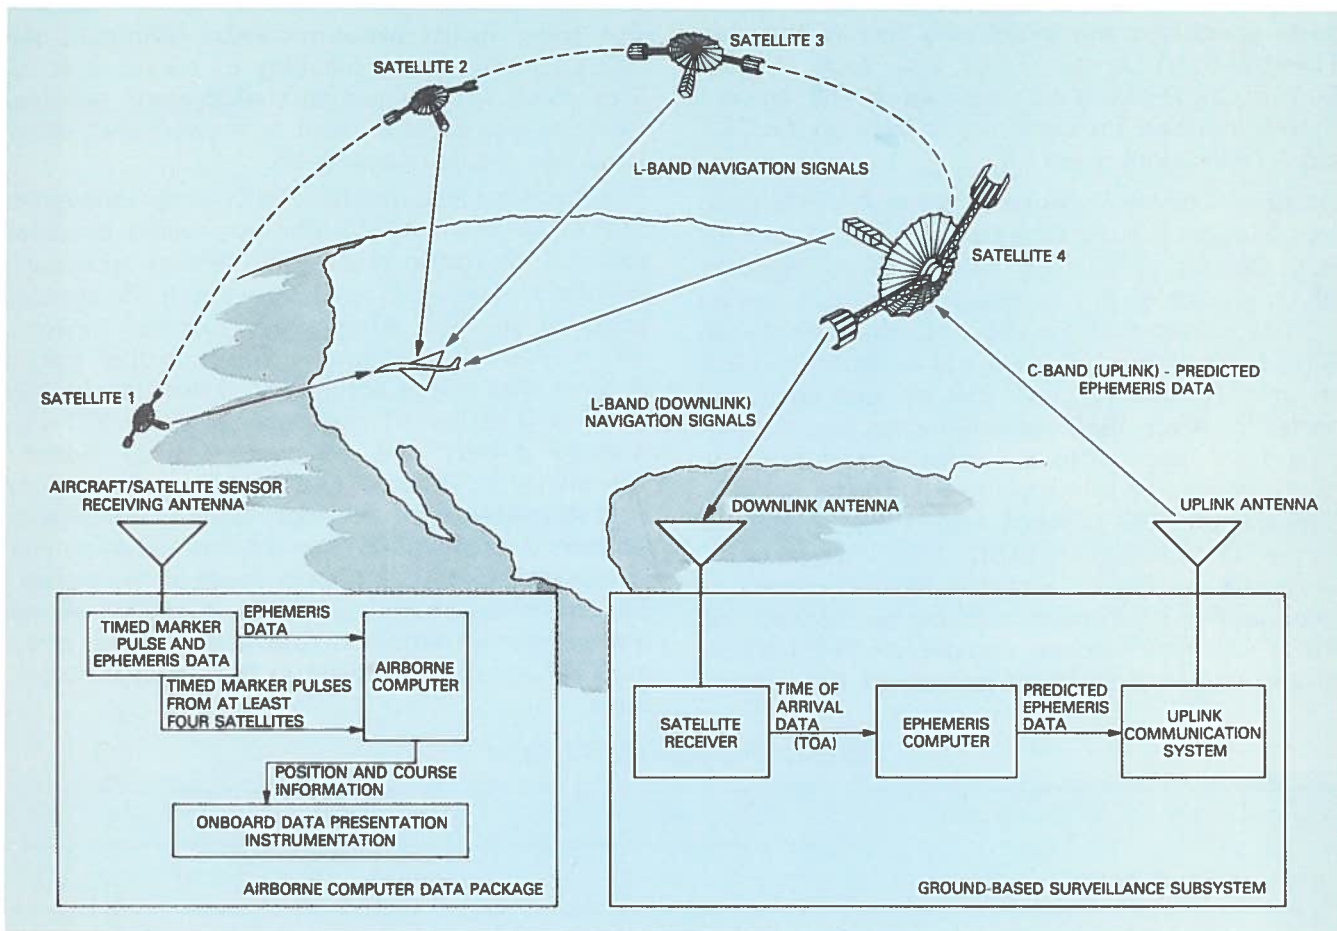 SATELLITE 3
SATELLITE 2
L-BAND NAVIGATION SIGNALS
SATELLITE 4
SATELLITE 1
C-BAND (UPLINK) - PREDICTED
EPHEMERIS DATA
L-BAND (DOWNLINK)
NAVIGATION SIGNALS
AIRCRAFT/SATELLITE SENSOR
RECEIVING ANTENNA
DOWNLINK ANTENNA
UPLINK ANTENNA
TIMED MARKER
PULSE AND
EPHEMERIS DATA
EPHEMERIS
DATA
AIRBORNE
COMPUTER
TIMED MARKER PULSES
FROM AT LEAST
FOUR SATELLITES
POSITION AND COURSE
INFORMATION
ONBOARD DATA PRESENTATION
INSTRUMENTATION
AIRBORNE COMPUTER DATA PACKAGE
SATELLITE
RECEIVER
TIME OF
ARRIVAL
DATA
(TOA)
EPHEMERIS
COMPUTER
PREDICTED
EPHEMERIS
DATA
UPLINK
COMMUNICATION
SYSTEM
GROUND-BASED SURVEILLANCE SUBSYSTEM